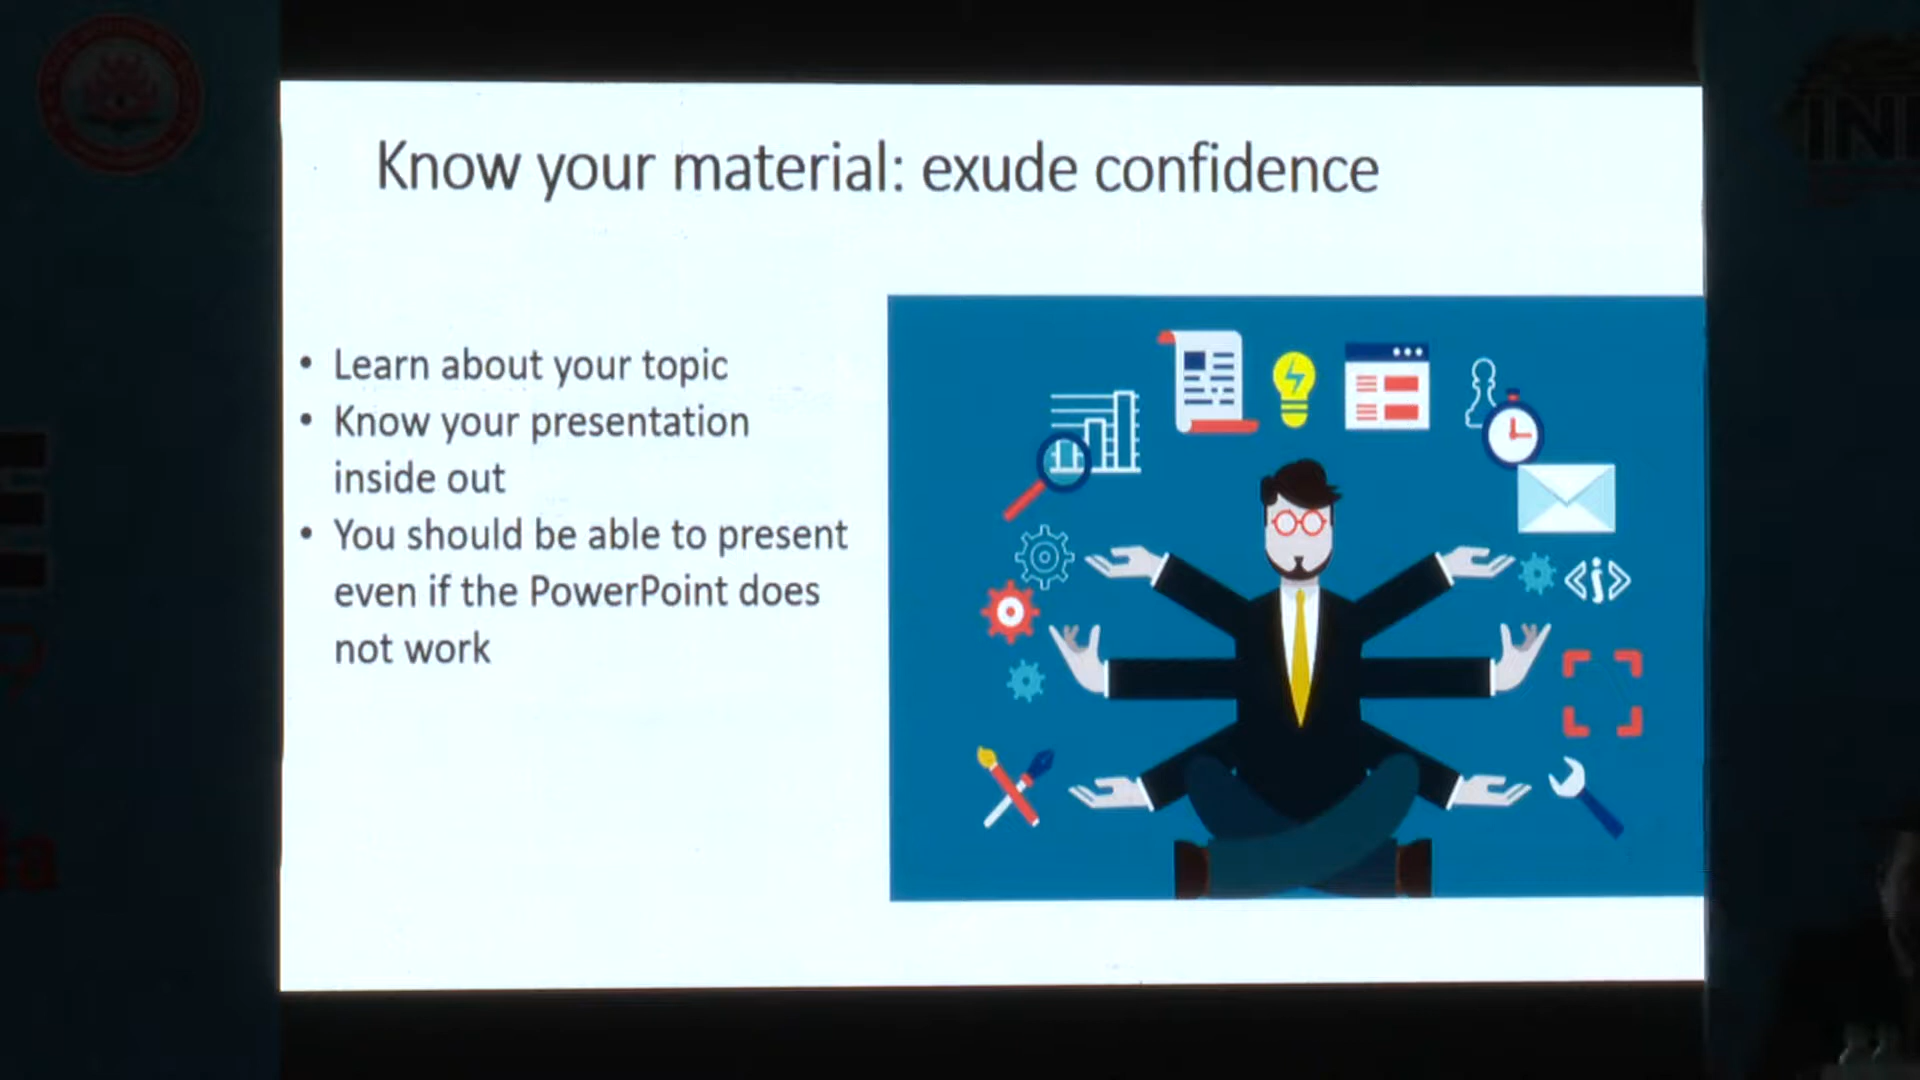 Know your material: exude confidence
• Learn about your topic
• Know your presentation
inside out
• You should be able to present
even if the PowerPoint does
not work